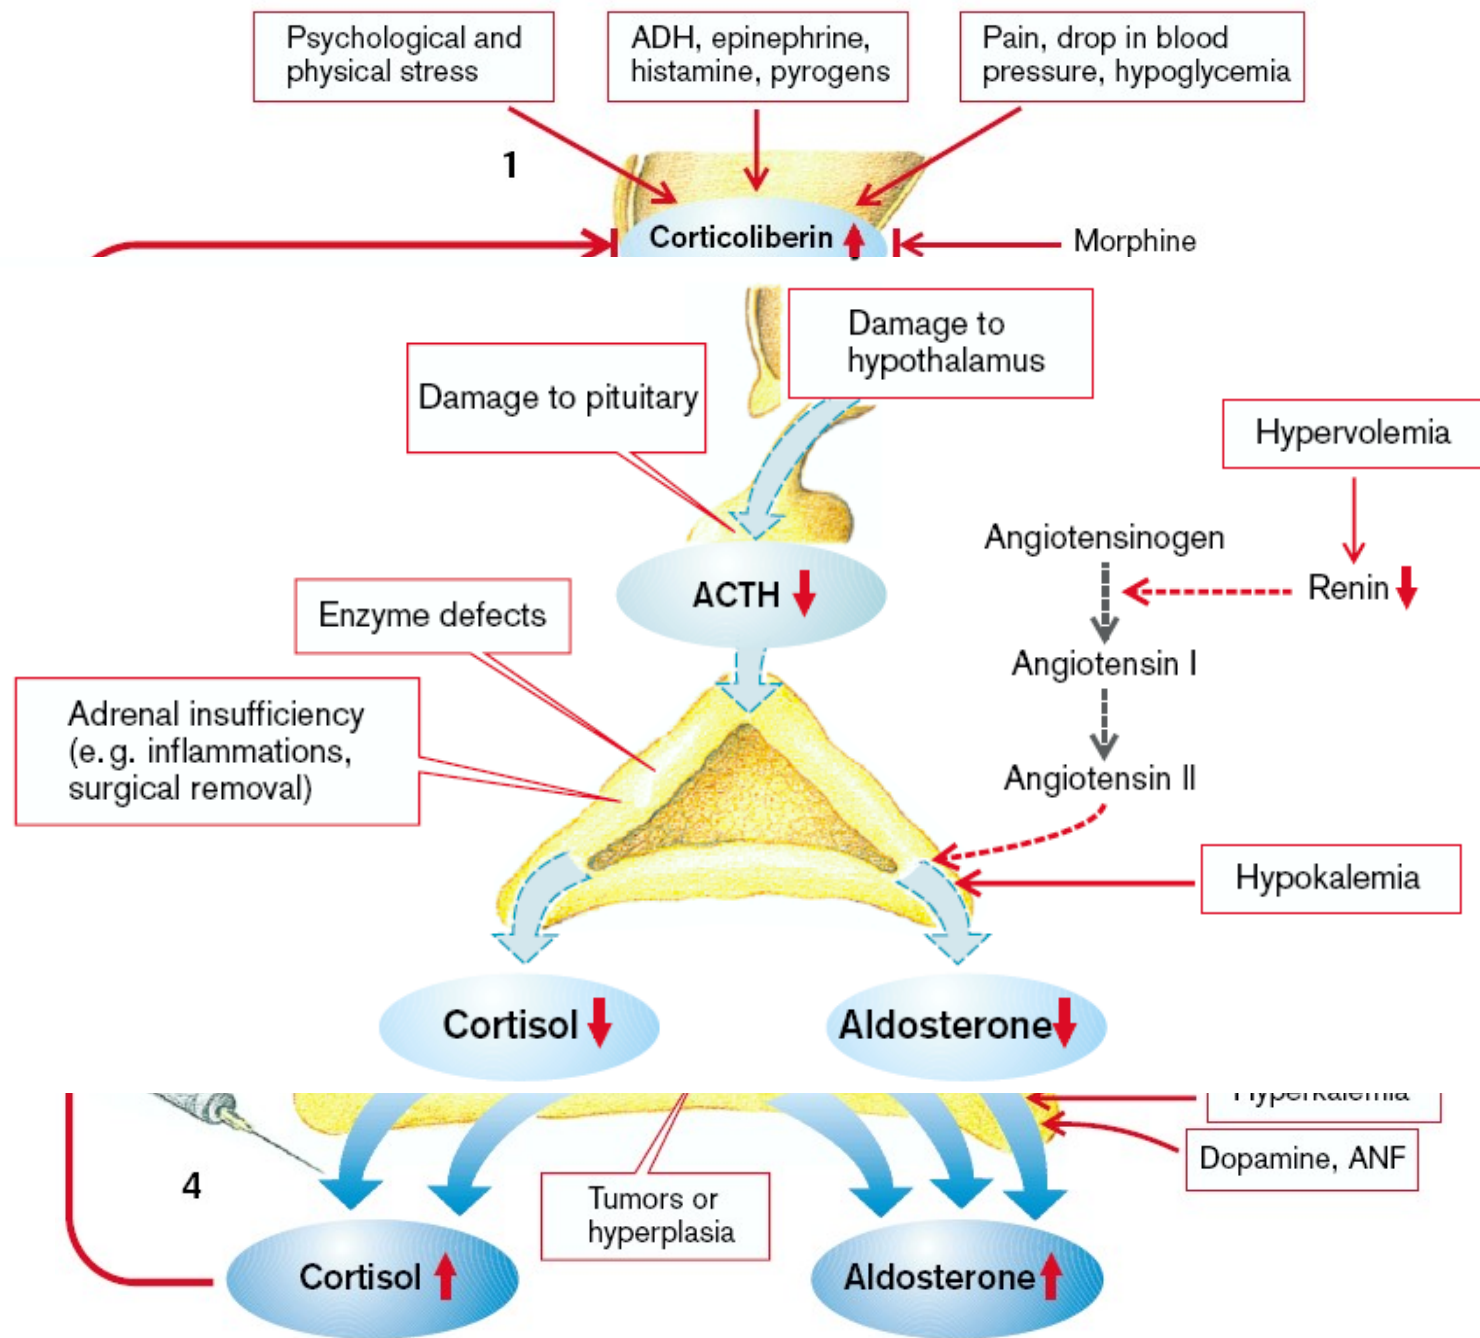 Psychological and
physical stress
ADH, epinephrine,
histamine, pyrogens
Pain, drop in blood
pressure, hypoglycemia
1
Corticoliberin
Morphine
Damage to
hypothalamus
Damage to pituitary
Hypervolemia
Angiotensinogen
ACTH
Renin
Enzyme defects
Angiotensin I
Adrenal insufficiency
(e. g. inflammations,
surgical removal)
Angiotensin II
Hypokalemia
Cortisol
Aldosterone
Hyperkalemia
Dopamine, ANF
4
Tumors or
hyperplasia
Cortisol
Aldosterone